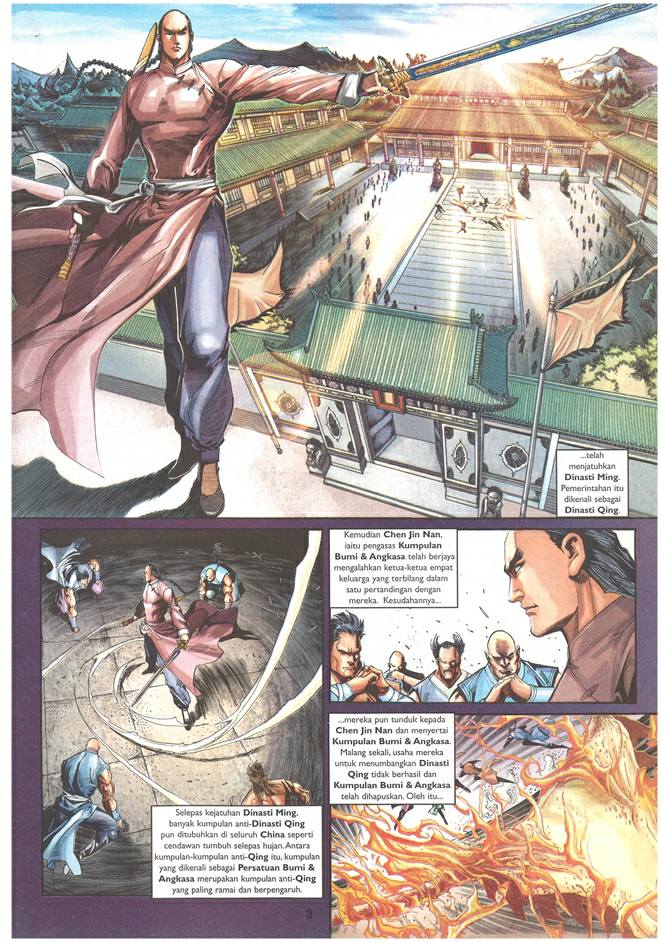 ...telah
menjatuhkan
Dinasti Ming.
Pemerintahan itu
dikenali sebagai
Dinasti Qing.
Selepas kejatuhan Dinasti Ming,
banyak kumpulan anti-Dinasti Qing
pun ditubuhkan di seluruh China seperti
cendawan tumbuh selepas hujan. Antara
kumpulan-kumpulan anti-Qing itu, kumpulan
yang dikenali sebagai Persatuan Bumi &
Angkasa merupakan kumpulan anti-Qing
yang paling ramai dan berpengaruh.
Kemudian Chen Jin Nan,
iaitu pengasas Kumpulan
Bumi & Angkasa telah berjaya
mengalahkan ketua-ketua empat
keluarga yang terbilang dalam
satu pertandingan dengan
mereka. Kesudahannya...
...mereka pun tunduk kepada
Chen Jin Nan dan menyertai
Kumpulan Bumi & Angkasa.
Malang sekali, usaha mereka
untuk menumbangkan Dinasti
Qing tidak berhasil dan
Kumpulan Bumi & Angkasa
telah dihapuskan. Oleh itu...
3